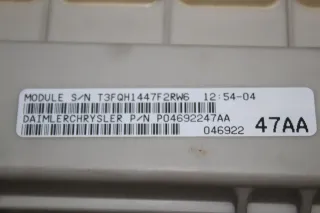 MODULE S/N T3FQH1447F2RW6 12:54-04
DAIMLERCHRYSLER P/N P04692247AA
046922 47AA